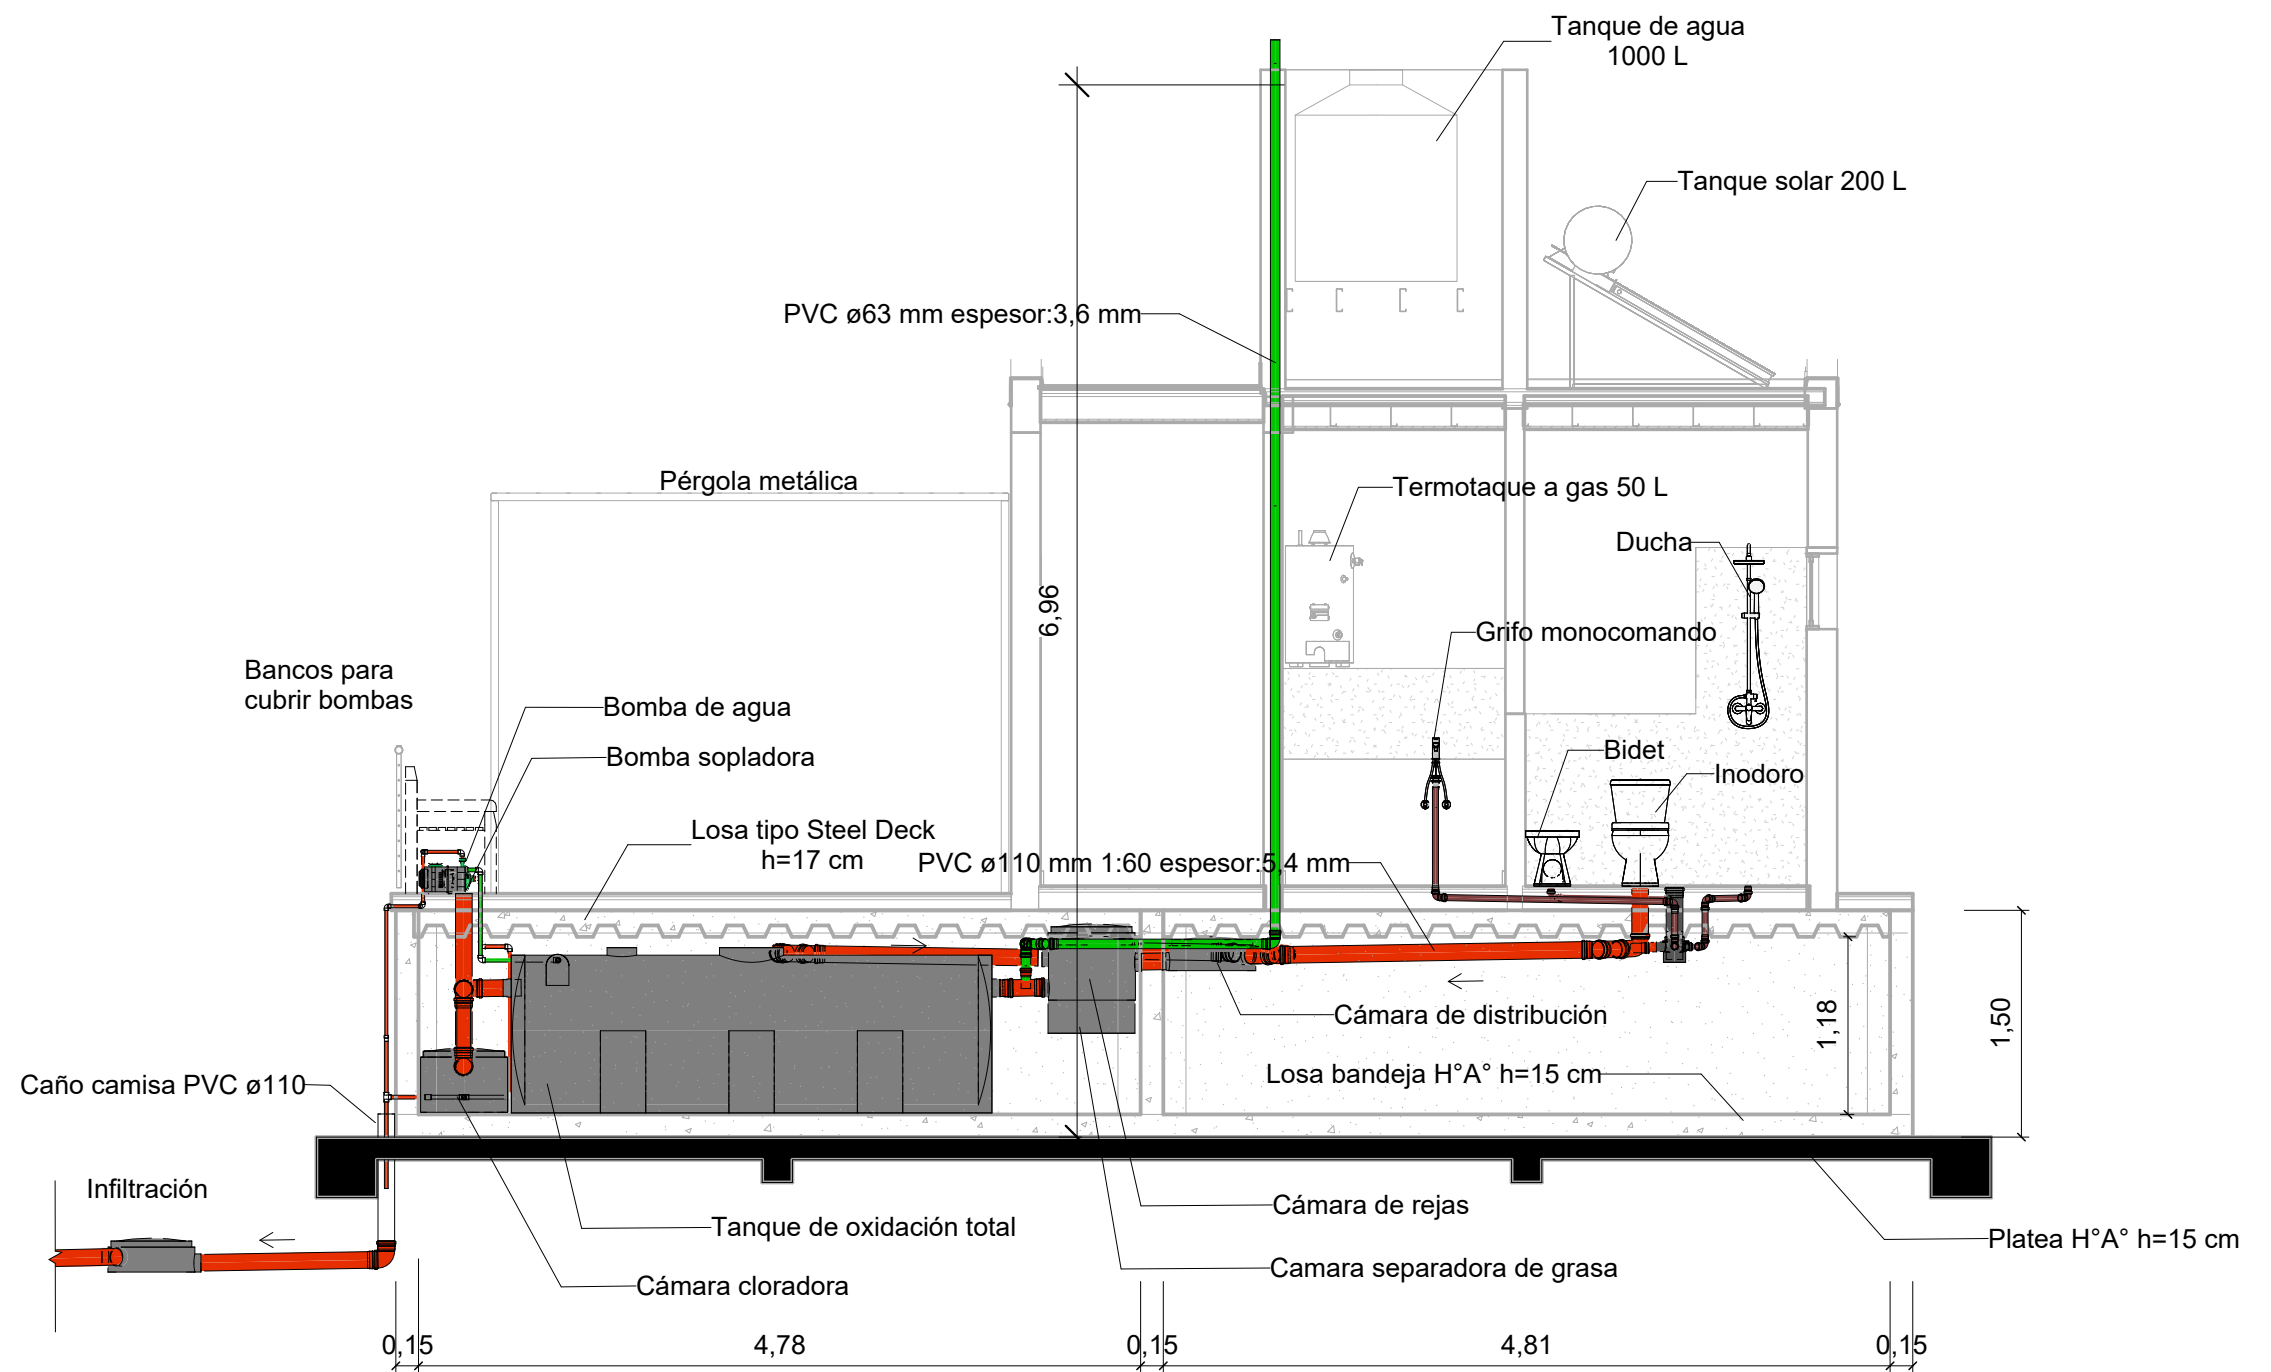 Tanque de agua
1000 L
Tanque solar 200 L
PVC ø63 mm espesor:3,6 mm
Pérgola metálica
Termotaque a gas 50 L
Ducha
6,96
Grifo monocomando
Bancos para
cubrir bombas
Bomba de agua
Bomba sopladora
Bidet
Inodoro
Losa tipo Steel Deck
h=17 cm
PVC ø110 mm 1:60 espesor:5,4 mm
Cámara de distribución
1,18
1,50
Losa bandeja H°A° h=15 cm
Caño camisa PVC ø110
Infiltración
Cámara de rejas
Tanque de oxidación total
Platea H°A° h=15 cm
Camara separadora de grasa
Cámara cloradora
0,15
4,78
0,15
4,81
0,15